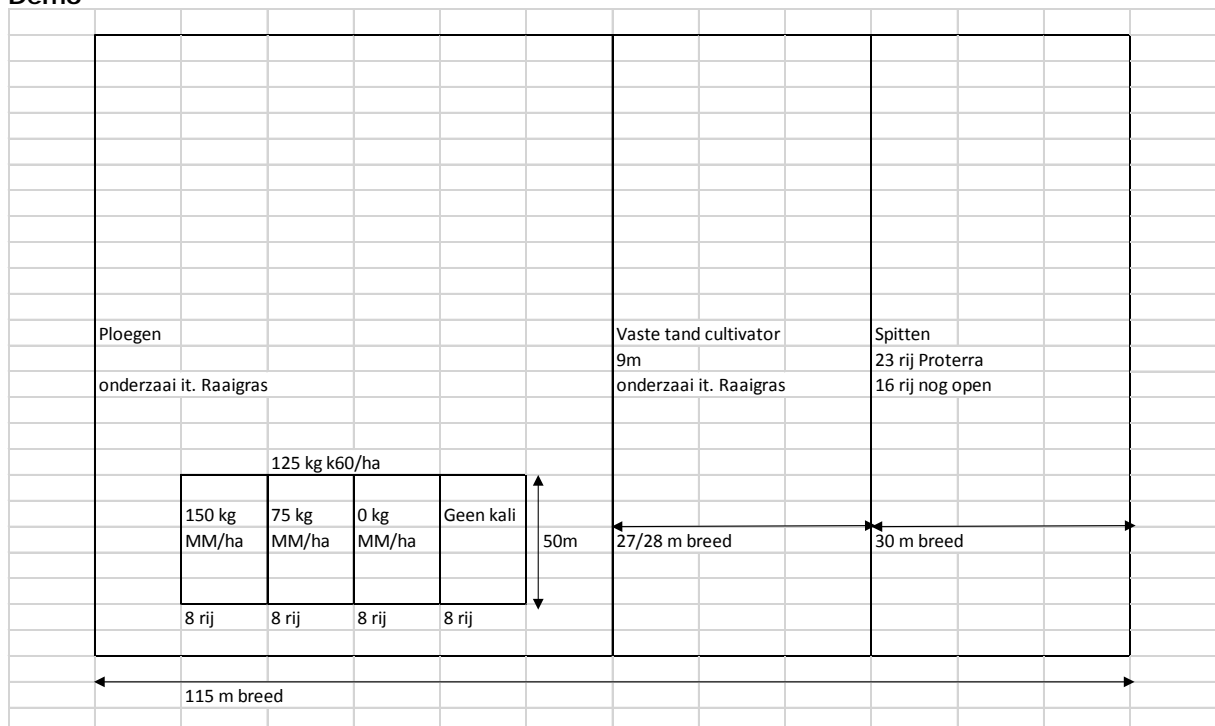 Demo
Ploegen
onderzaai it. Raaigras
Vaste tand cultivator
9m
onderzaai it. Raaigras
Spitten
23 rij Proterra
16 rij nog open
125 kg k60/ha
150 kg
MM/ha
75 kg
MM/ha
0 kg
MM/ha
Geen kali
50m
27/28 m breed
30 m breed
8 rij
8 rij
8 rij
8 rij
115 m breed